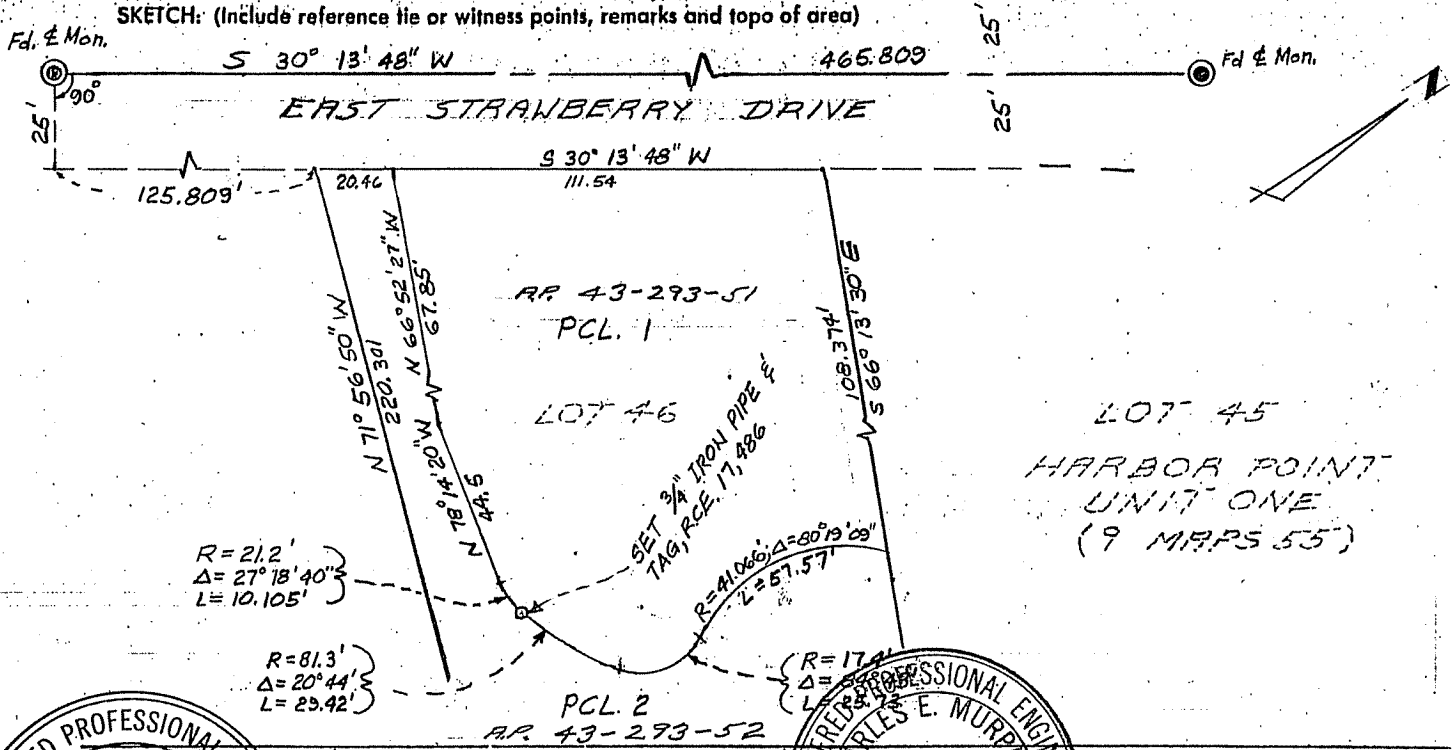 SKETCH: (Include reference tie or witness points, remarks and topo of area)
Fd. ℄ Mon.
S 30° 13' 48" W
465.809
25'
Fd ℄ Mon.
90°
25'
EAST STRAWBERRY DRIVE
25'
S 30° 13' 48" W
125.809'
20.46
111.54
N 71° 56' 50" W
220.301
N 66° 52' 27" W
67.85'
N 78° 14' 20" W
44.5
A.P. 43-293-51
PCL. 1
LOT 46
108.374'
S 66° 13' 30" E
LOT 45
HARBOR POINT
UNIT ONE
(9 MAPS 55)
SET 3/4" IRON PIPE &
TAG, R.C.E. 17,486
R=41.066'; Δ=80°19'09"
L=57.57'
R=21.2'
Δ=27°18'40"
L=10.105'
R=81.3'
Δ=20°44'
L=29.42'
R=17.4'
Δ=
L=
PCL. 2
A.P. 43-293-52
PROFESSIONAL
PROFESSIONAL ENGI
E. MURP